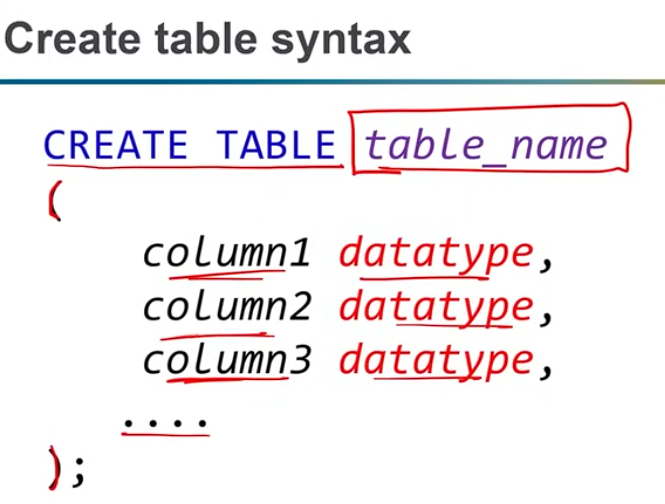 Create table syntax
CREATE TABLE table_name
(
column1 datatype,
column2 datatype,
column3 datatype,
....
);